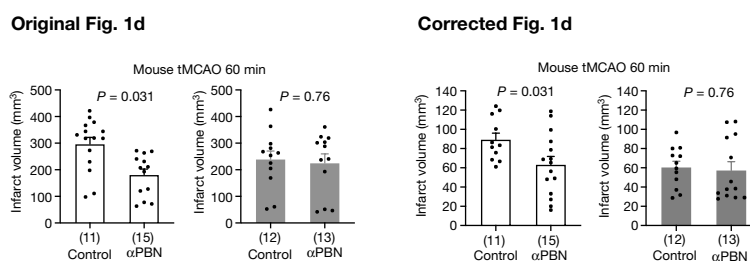 Original Fig. 1d
Corrected Fig. 1d
Mouse tMCAO 60 min
Infarct volume (mm³)
500
400
300
200
100
0
P = 0.031
(11)
Control
(15)
αPBN
Infarct volume (mm³)
500
400
300
200
100
0
P = 0.76
(12)
Control
(13)
αPBN
Mouse tMCAO 60 min
Infarct volume (mm³)
140
120
100
80
60
40
20
0
P = 0.031
(11)
Control
(15)
αPBN
Infarct volume (mm³)
140
120
100
80
60
40
20
0
P = 0.76
(12)
Control
(13)
αPBN